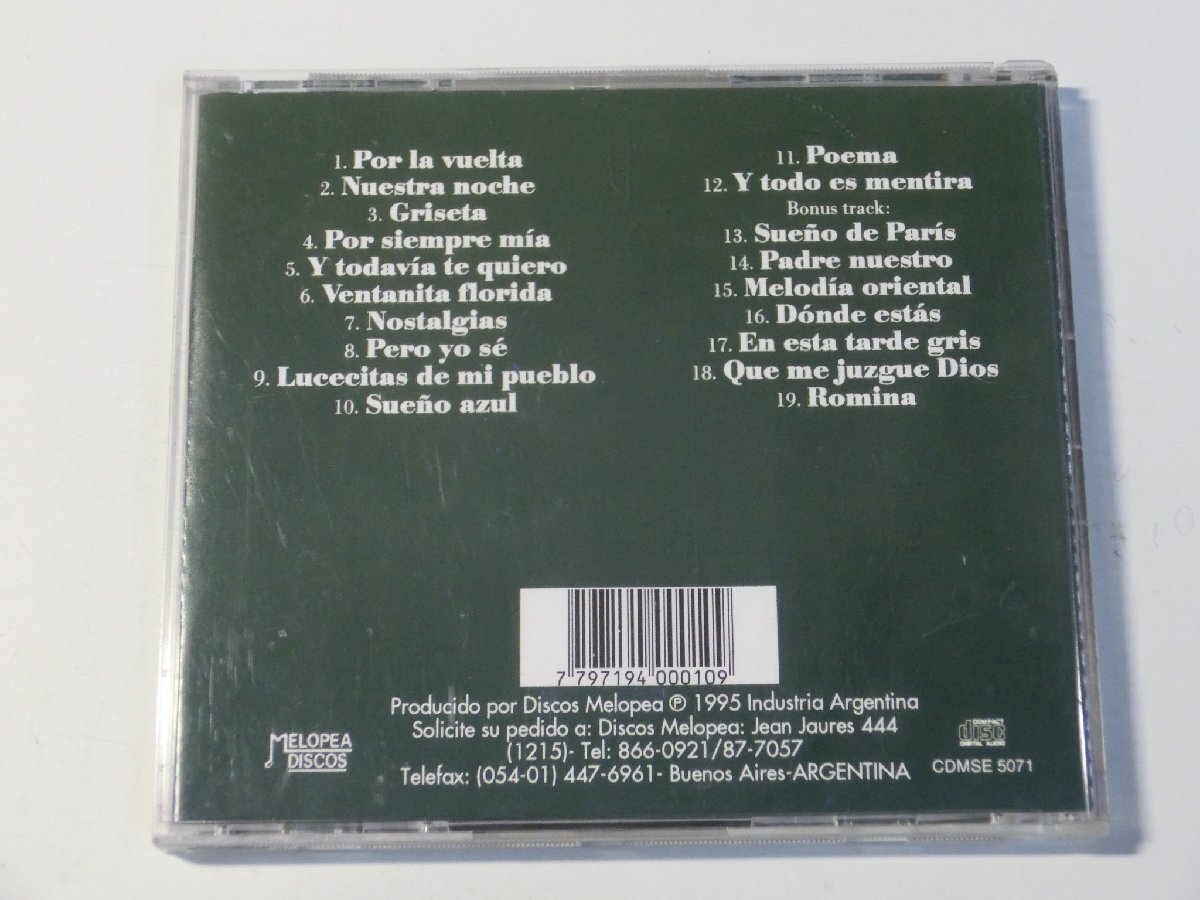 1. Por la vuelta
2. Nuestra noche
3. Griseta
4. Por siempre mía
5. Y todavía te quiero
6. Ventanita florida
7. Nostalgias
8. Pero yo sé
9. Lucecitas de mi pueblo
10. Sueño azul
11. Poema
12. Y todo es mentira
Bonus track:
13. Sueño de París
14. Padre nuestro
15. Melodía oriental
16. Dónde estás
17. En esta tarde gris
18. Que me juzgue Dios
19. Romina
7 797194 000109
Producido por Discos Melopea ℗ 1995 Industria Argentina
Solicite su pedido a: Discos Melopea: Jean Jaures 444
(1215)- Tel: 866-0921/87-7057
Telefax: (054-01) 447-6961- Buenos Aires-ARGENTINA
MELOPEA
DISCOS
COMPACT
disc
DIGITAL AUDIO
CDMSE 5071